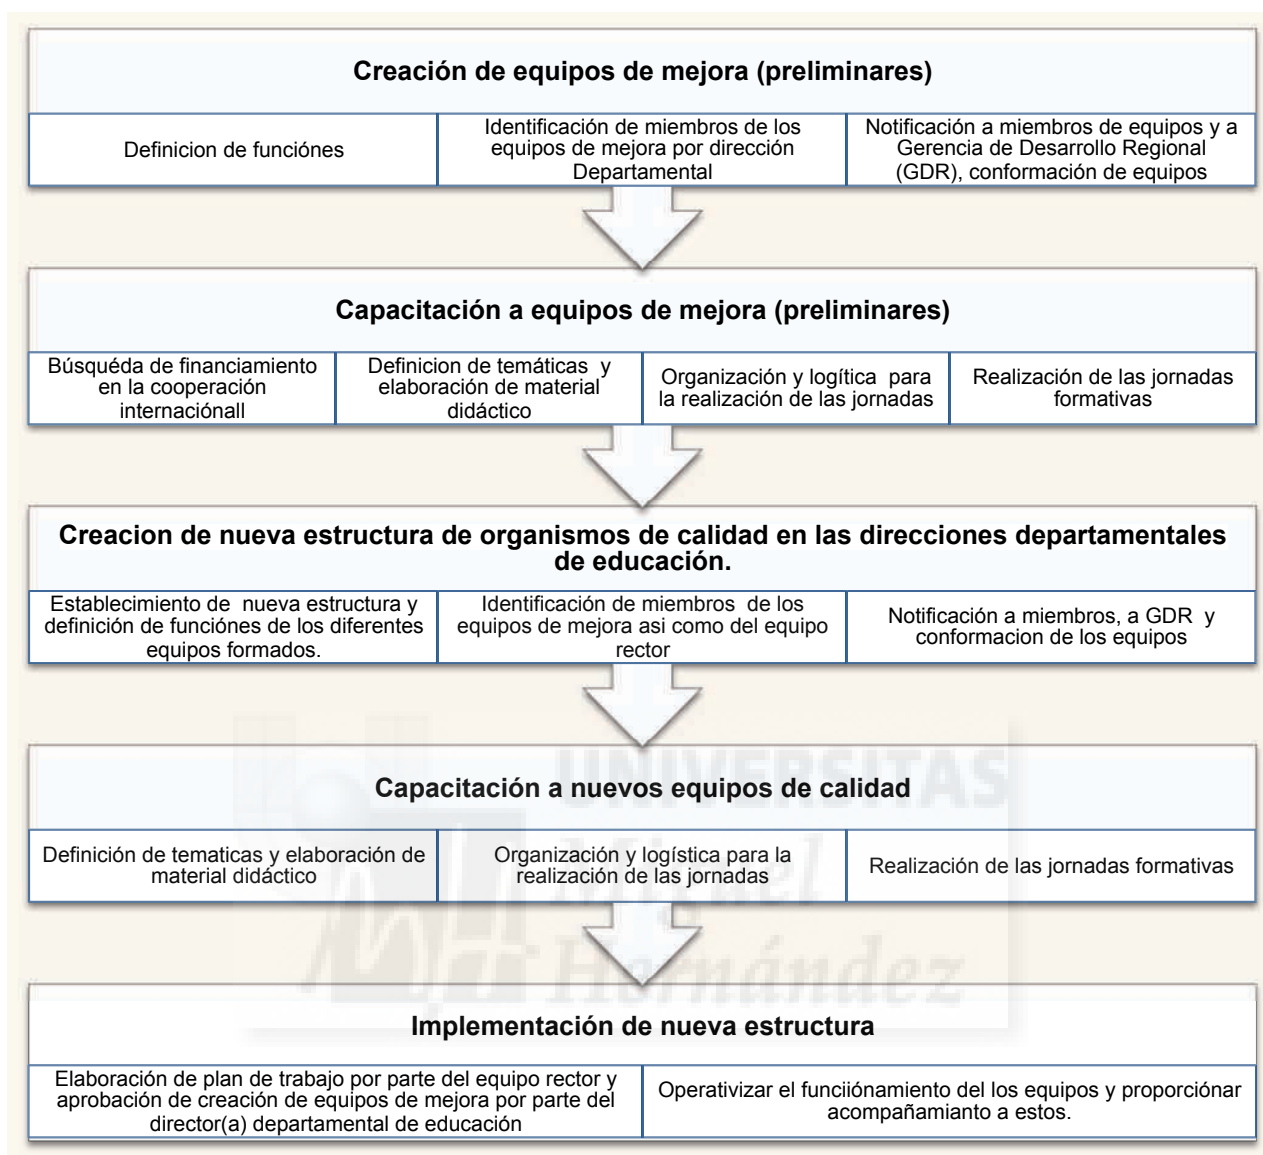 Creación de equipos de mejora (preliminares)
Definicion de funciónes
Identificación de miembros de los
equipos de mejora por dirección
Departamental
Notificación a miembros de equipos y a
Gerencia de Desarrollo Regional
(GDR), conformación de equipos
Capacitación a equipos de mejora (preliminares)
Búsquéda de financiamiento
en la cooperación
internaciónall
Definicion de temáticas y
elaboración de material
didáctico
Organización y logítica para
la realización de las jornadas
Realización de las jornadas
formativas
Creacion de nueva estructura de organismos de calidad en las direcciones departamentales
de educación.
Establecimiento de nueva estructura y
definición de funciónes de los diferentes
equipos formados.
Identificación de miembros de los
equipos de mejora asi como del equipo
rector
Notificación a miembros, a GDR y
conformacion de los equipos
Capacitación a nuevos equipos de calidad
Definición de tematicas y elaboración de
material didáctico
Organización y logística para la
realización de las jornadas
Realización de las jornadas formativas
UNIVERSITAS
Miguel
Hernández
Implementación de nueva estructura
Elaboración de plan de trabajo por parte del equipo rector y
aprobación de creación de equipos de mejora por parte del
director(a) departamental de educación
Operativizar el funciiónamiento del los equipos y proporciónar
acompañamianto a estos.